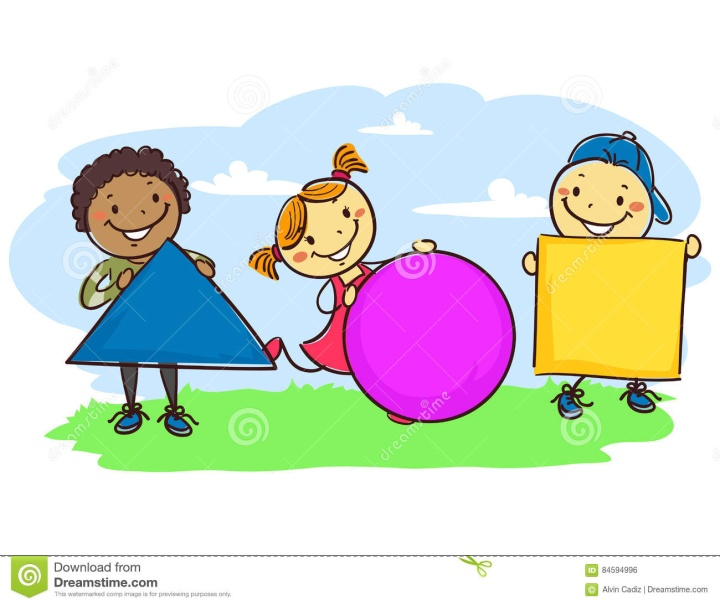 Download from
Dreamstime.com
This watermarked comp image is for previewing purposes only.
ID 84594996
© Alvin Cadiz | Dreamstime.com